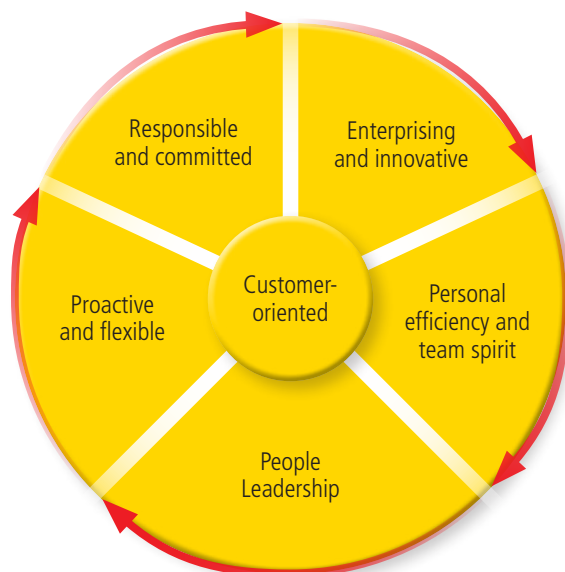 Responsible
and committed
Enterprising
and innovative
Customer-
oriented
Proactive
and flexible
Personal
efficiency and
team spirit
People
Leadership